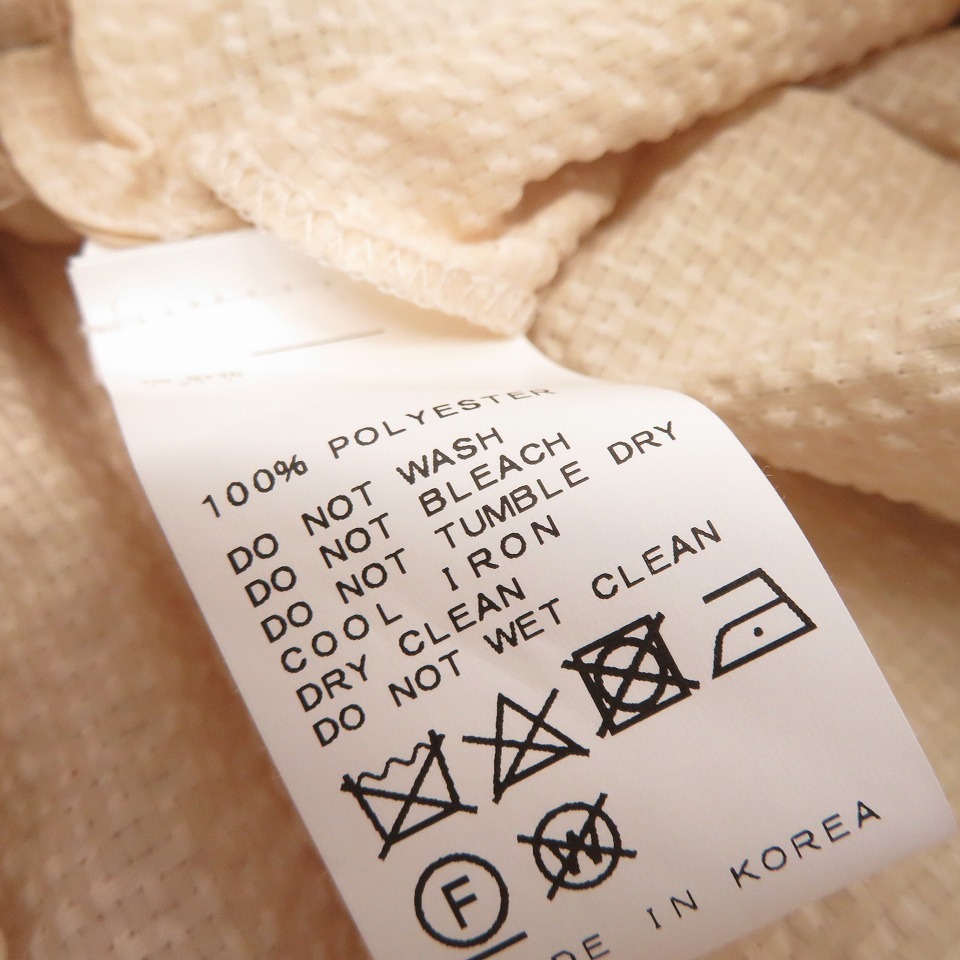 100% POLYESTER
DO NOT WASH
DO NOT BLEACH
DO NOT TUMBLE DRY
COOL IRON
DRY CLEAN
DO NOT WET CLEAN
W
F
DE IN KOREA